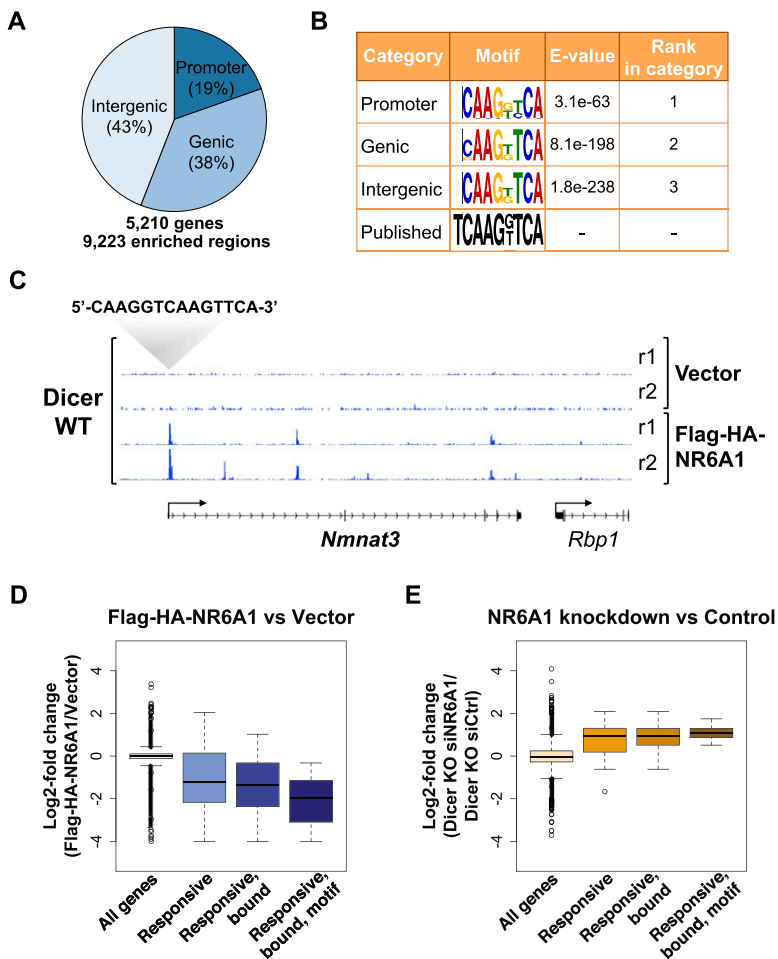 A
Promoter
(19%)
Intergenic
(43%)
Genic
(38%)
5,210 genes
9,223 enriched regions
B
Category Motif E-value Rank in category
Promoter CAAGGTCA 3.1e-63 1
Genic CAAGTTCA 8.1e-198 2
Intergenic CAAGTTCA 1.8e-238 3
Published TCAAGGTCA - -
C
5'-CAAGGTCAAGTTCA-3'
Dicer
WT
r1
r2
Vector
r1
r2
Flag-HA-
NR6A1
Nmnat3
Rbp1
D
Flag-HA-NR6A1 vs Vector
Log2-fold change
(Flag-HA-NR6A1/Vector)
4
2
0
-2
-4
All genes
Responsive
Responsive,
bound
Responsive,
bound, motif
E
NR6A1 knockdown vs Control
Log2-fold change
(Dicer KO siNR6A1/
Dicer KO siCtrl)
4
2
0
-2
-4
All genes
Responsive
Responsive,
bound
Responsive,
bound, motif